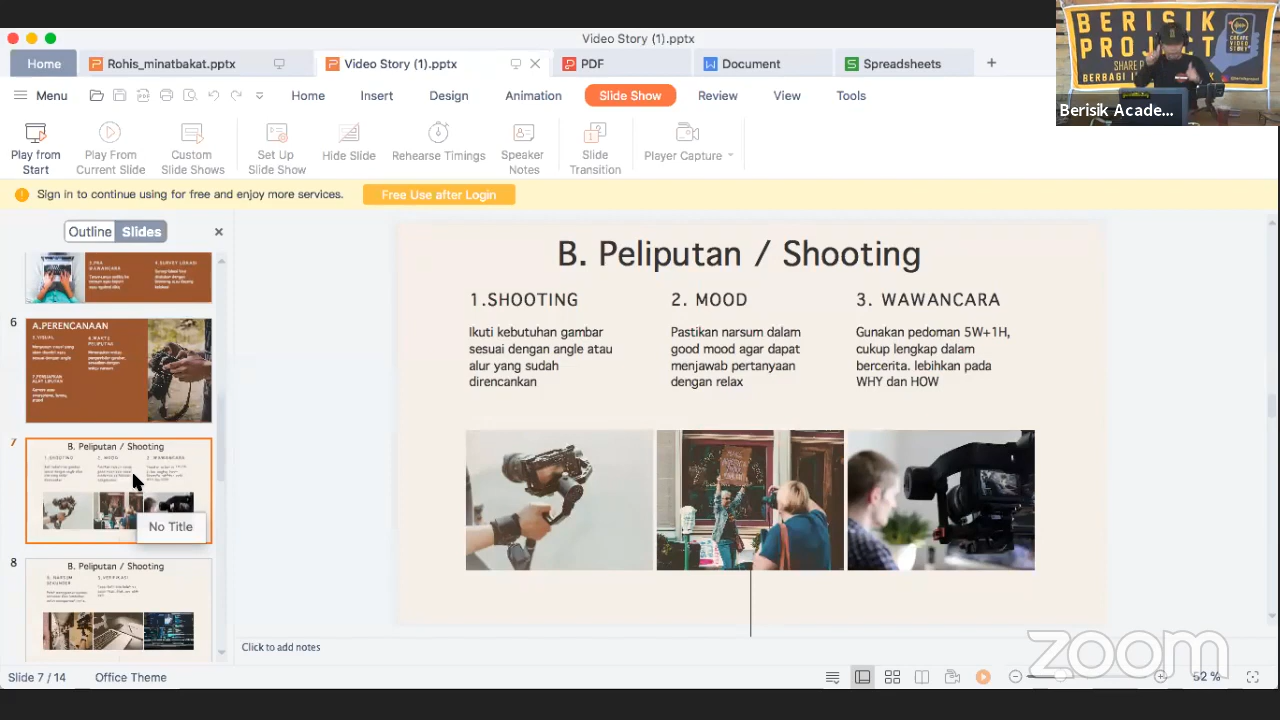 Video Story (1).pptx
Home
Rohis_minatbakat.pptx
Video Story (1).pptx
PDF
Document
Spreadsheets
Menu
Home
Insert
Design
Animation
Slide Show
Review
View
Tools
Play from Start
Play From Current Slide
Custom Slide Shows
Set Up Slide Show
Hide Slide
Rehearse Timings
Speaker Notes
Slide Transition
Player Capture
Sign in to continue using for free and enjoy more services.
Free Use after Login
BERISIK
PROJECT
Berisik Acade...
Outline
Slides
6
A.PERENCANAAN
7
B. Peliputan / Shooting
No Title
8
B. Peliputan / Shooting
B. Peliputan / Shooting
1.SHOOTING
Ikuti kebutuhan gambar
sesuai dengan angle atau
alur yang sudah
direncankan
2. MOOD
Pastikan narsum dalam
good mood agar dapat
menjawab pertanyaan
dengan relax
3. WAWANCARA
Gunakan pedoman 5W+1H,
cukup lengkap dalam
bercerita. lebihkan pada
WHY dan HOW
Click to add notes
Slide 7 / 14
Office Theme
52 %
zoom